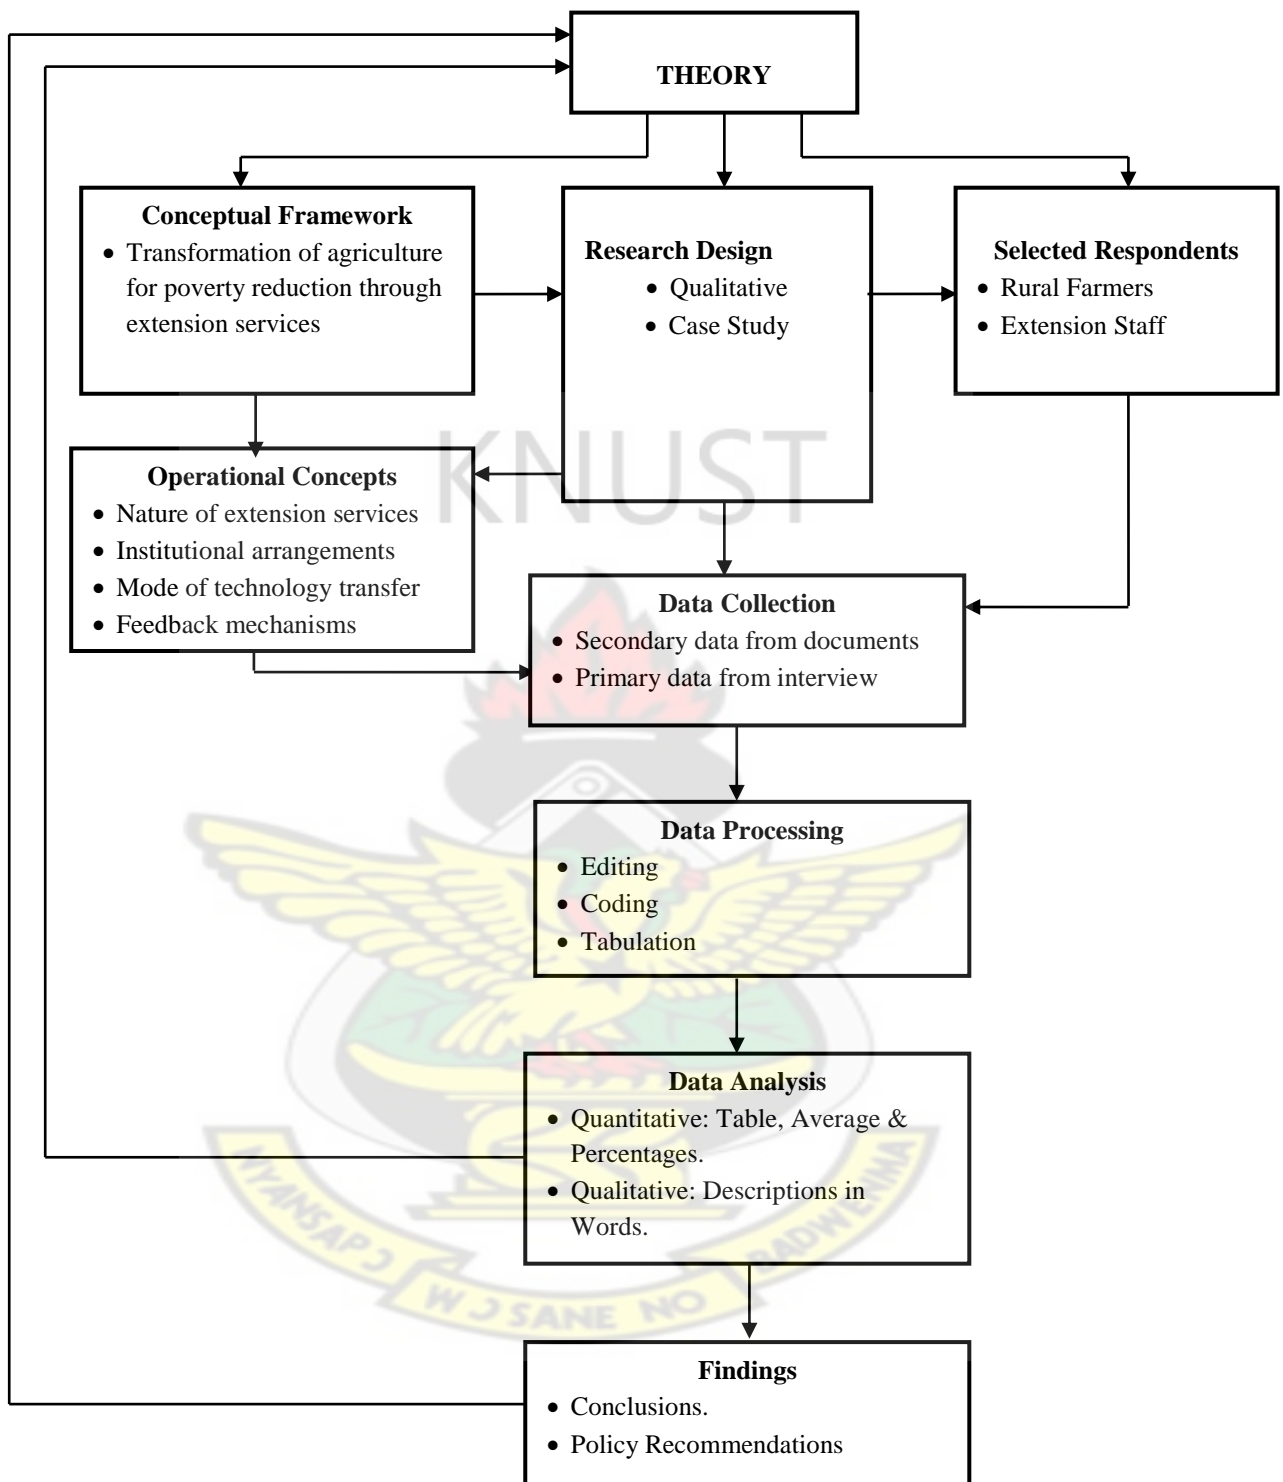 THEORY
Conceptual Framework
• Transformation of agriculture
for poverty reduction through
extension services
Research Design
• Qualitative
• Case Study
Selected Respondents
• Rural Farmers
• Extension Staff
KNUST
Operational Concepts
• Nature of extension services
• Institutional arrangements
• Mode of technology transfer
• Feedback mechanisms
Data Collection
• Secondary data from documents
• Primary data from interview
Data Processing
• Editing
• Coding
• Tabulation
Data Analysis
• Quantitative: Table, Average &
Percentages.
• Qualitative: Descriptions in
Words.
NYANSAPƆ WƆSANE NO BADWENMA
Findings
• Conclusions.
• Policy Recommendations